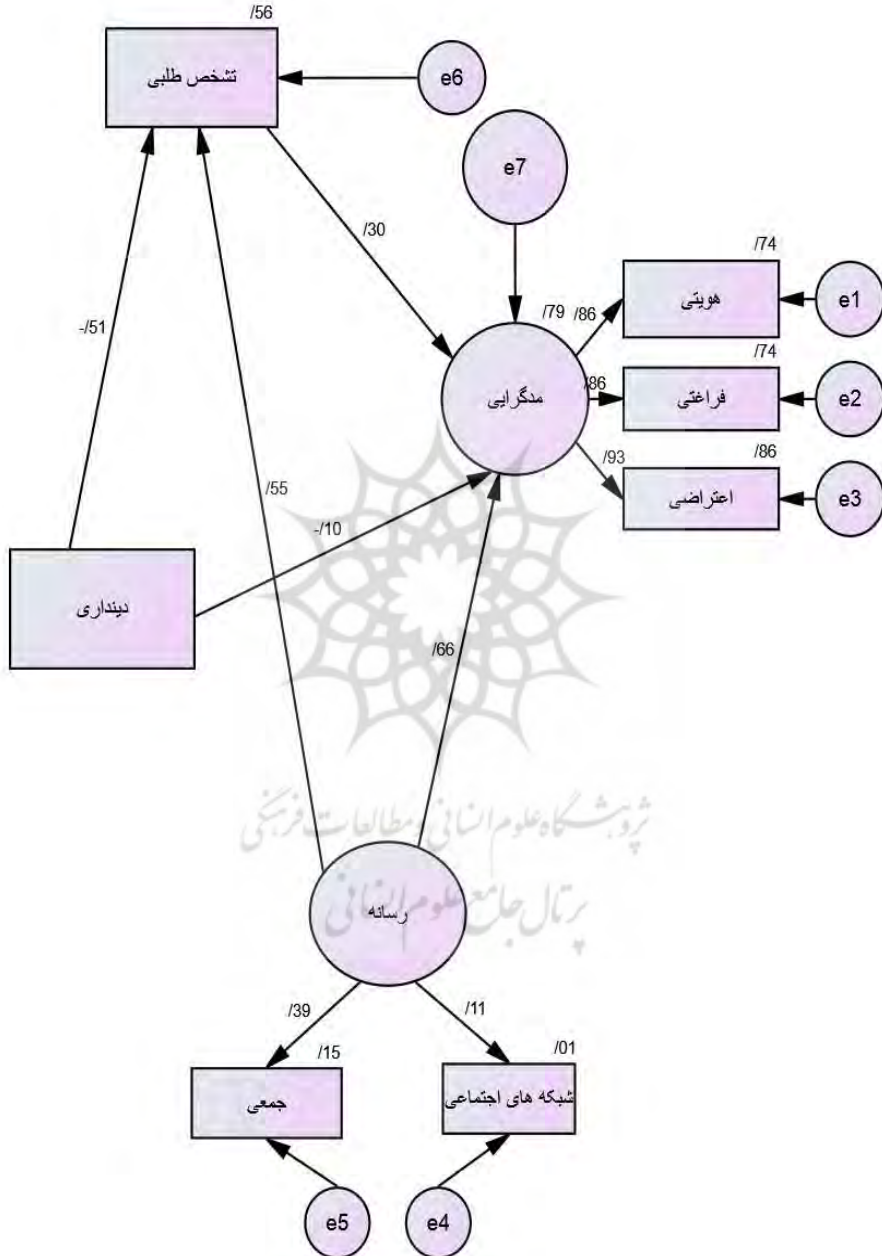 /56
تشخص طلبی
e6
e7
/30
/74
هویتی
e1
-/51
/79
/86
/74
مدگرایی
/86
فراغتی
e2
/93
/86
اعتراضی
e3
/55
-/10
دینداری
/66
پژوهشگاه علوم انسانی و مطالعات فرهنگی
پرتال جامع علوم انسانی
رسانه
/39
/11
/15
/01
جمعی
شبکه های اجتماعی
e5
e4